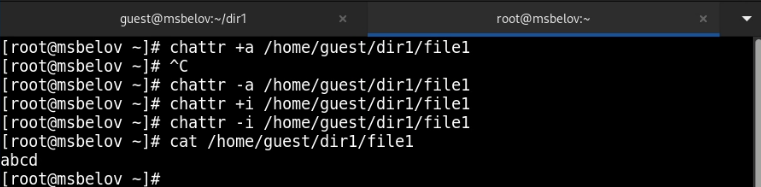 guest@msbelov:~/dir1
root@msbelov:~
[root@msbelov ~]# chattr +a /home/guest/dir1/file1
[root@msbelov ~]# ^C
[root@msbelov ~]# chattr -a /home/guest/dir1/file1
[root@msbelov ~]# chattr +i /home/guest/dir1/file1
[root@msbelov ~]# chattr -i /home/guest/dir1/file1
[root@msbelov ~]# cat /home/guest/dir1/file1
abcd
[root@msbelov ~]#